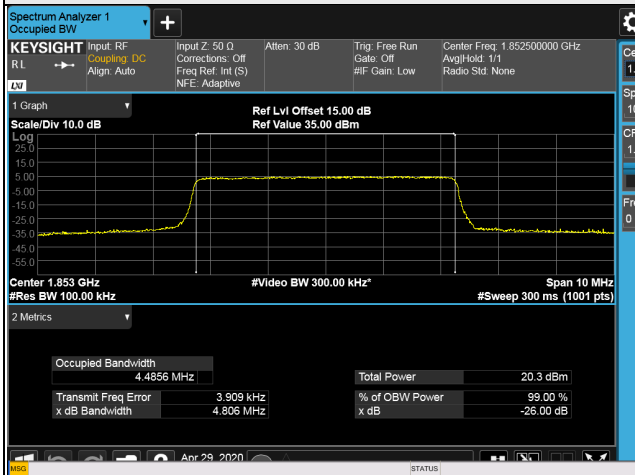 Spectrum Analyzer 1
Occupied BW
KEYSIGHT
R L
LXI
Input: RF
Coupling: DC
Align: Auto
Input Z: 50 Ω
Corrections: Off
Freq Ref: Int (S)
NFE: Adaptive
Atten: 30 dB
Trig: Free Run
Gate: Off
#IF Gain: Low
Center Freq: 1.852500000 GHz
Avg|Hold: 1/1
Radio Std: None
1 Graph
Scale/Div 10.0 dB
Ref Lvl Offset 15.00 dB
Ref Value 35.00 dBm
Log
25.0
15.0
5.00
-5.00
-15.0
-25.0
-35.0
-45.0
-55.0
Center 1.853 GHz
#Video BW 300.00 kHz*
Span 10 MHz
#Res BW 100.00 kHz
#Sweep 300 ms (1001 pts)
2 Metrics
Occupied Bandwidth
4.4856 MHz
Transmit Freq Error 3.909 kHz
x dB Bandwidth 4.806 MHz
Total Power 20.3 dBm
% of OBW Power 99.00 %
x dB -26.00 dB
Apr 29, 2020
MSG
STATUS